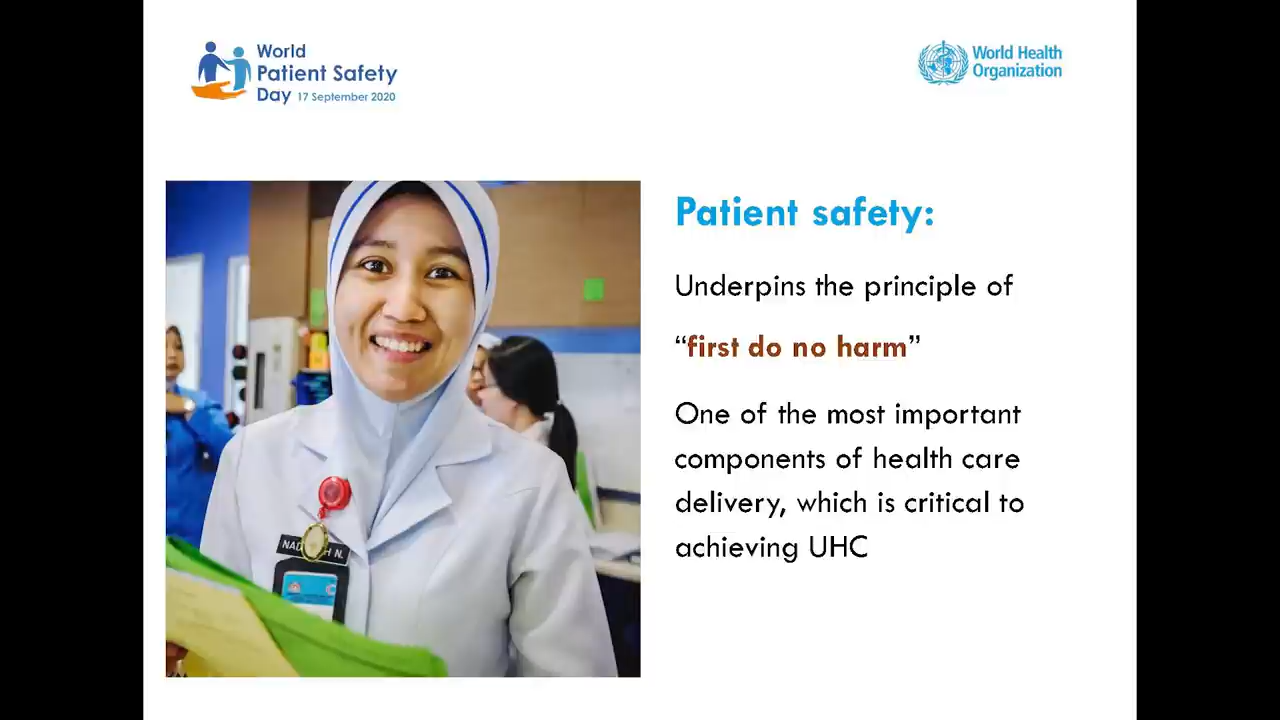 World
Patient Safety
Day 17 September 2020
World Health
Organization
Patient safety:
Underpins the principle of
“first do no harm”
One of the most important
components of health care
delivery, which is critical to
achieving UHC
N.